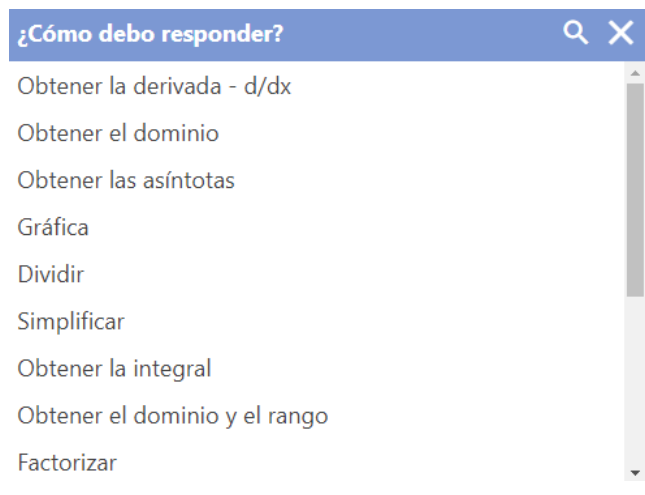 ¿Cómo debo responder?
Obtener la derivada - d/dx
Obtener el dominio
Obtener las asíntotas
Gráfica
Dividir
Simplificar
Obtener la integral
Obtener el dominio y el rango
Factorizar